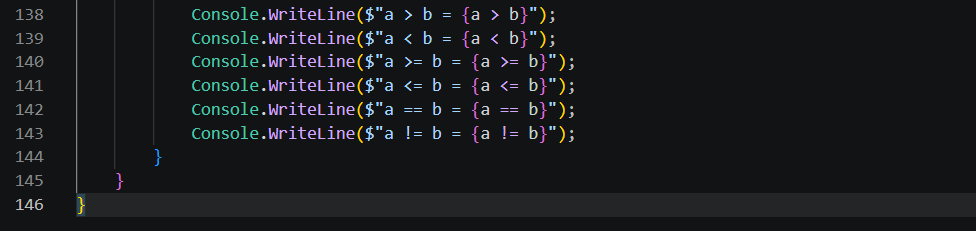 138 Console.WriteLine($"a > b = {a > b}");
139 Console.WriteLine($"a < b = {a < b}");
140 Console.WriteLine($"a >= b = {a >= b}");
141 Console.WriteLine($"a <= b = {a <= b}");
142 Console.WriteLine($"a == b = {a == b}");
143 Console.WriteLine($"a != b = {a != b}");
144 }
145 }
146 }